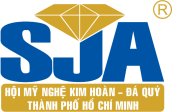 SJA ®
HỘI MỸ NGHỆ KIM HOÀN - ĐÁ QUÝ
THÀNH PHỐ HỒ CHÍ MINH